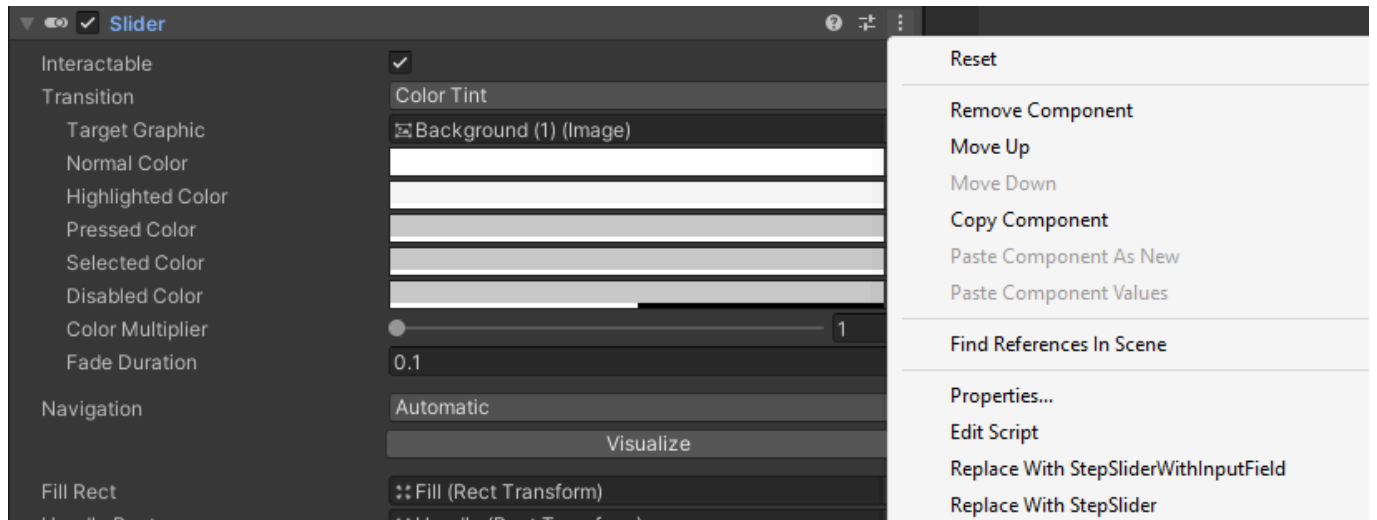 Slider
Interactable
Transition Color Tint
Target Graphic Background (1) (Image)
Normal Color
Highlighted Color
Pressed Color
Selected Color
Disabled Color
Color Multiplier 1
Fade Duration 0.1
Navigation Automatic
Visualize
Fill Rect Fill (Rect Transform)
Reset
Remove Component
Move Up
Move Down
Copy Component
Paste Component As New
Paste Component Values
Find References In Scene
Properties...
Edit Script
Replace With StepSliderWithInputField
Replace With StepSlider